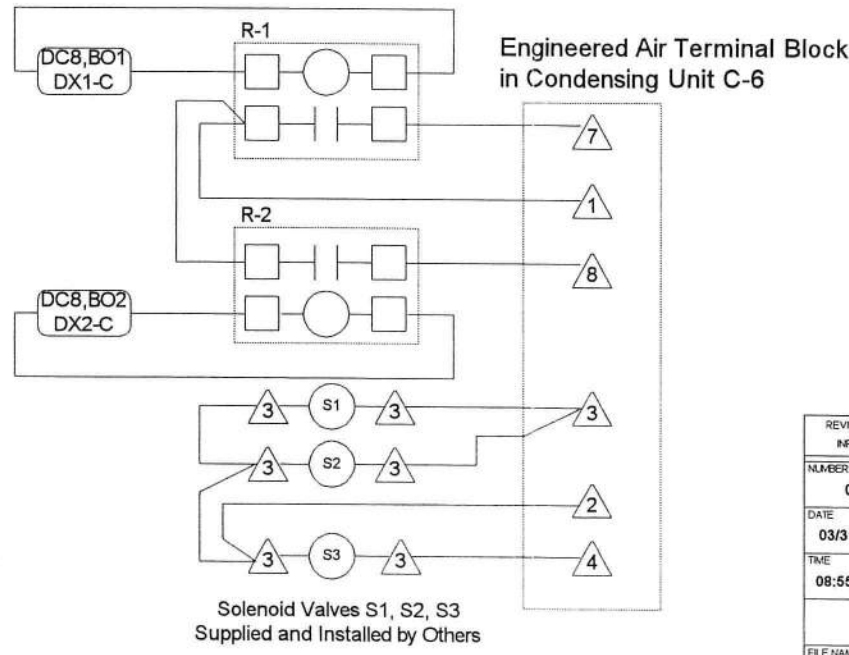 R-1
DC8,BO1
DX1-C
Engineered Air Terminal Block
in Condensing Unit C-6
7
1
R-2
8
DC8,BO2
DX2-C
3 S1 3 3
3 S2 3
2
3 S3 3 4
Solenoid Valves S1, S2, S3
Supplied and Installed by Others
NUMBER
DATE
03/3
TIME
08:55